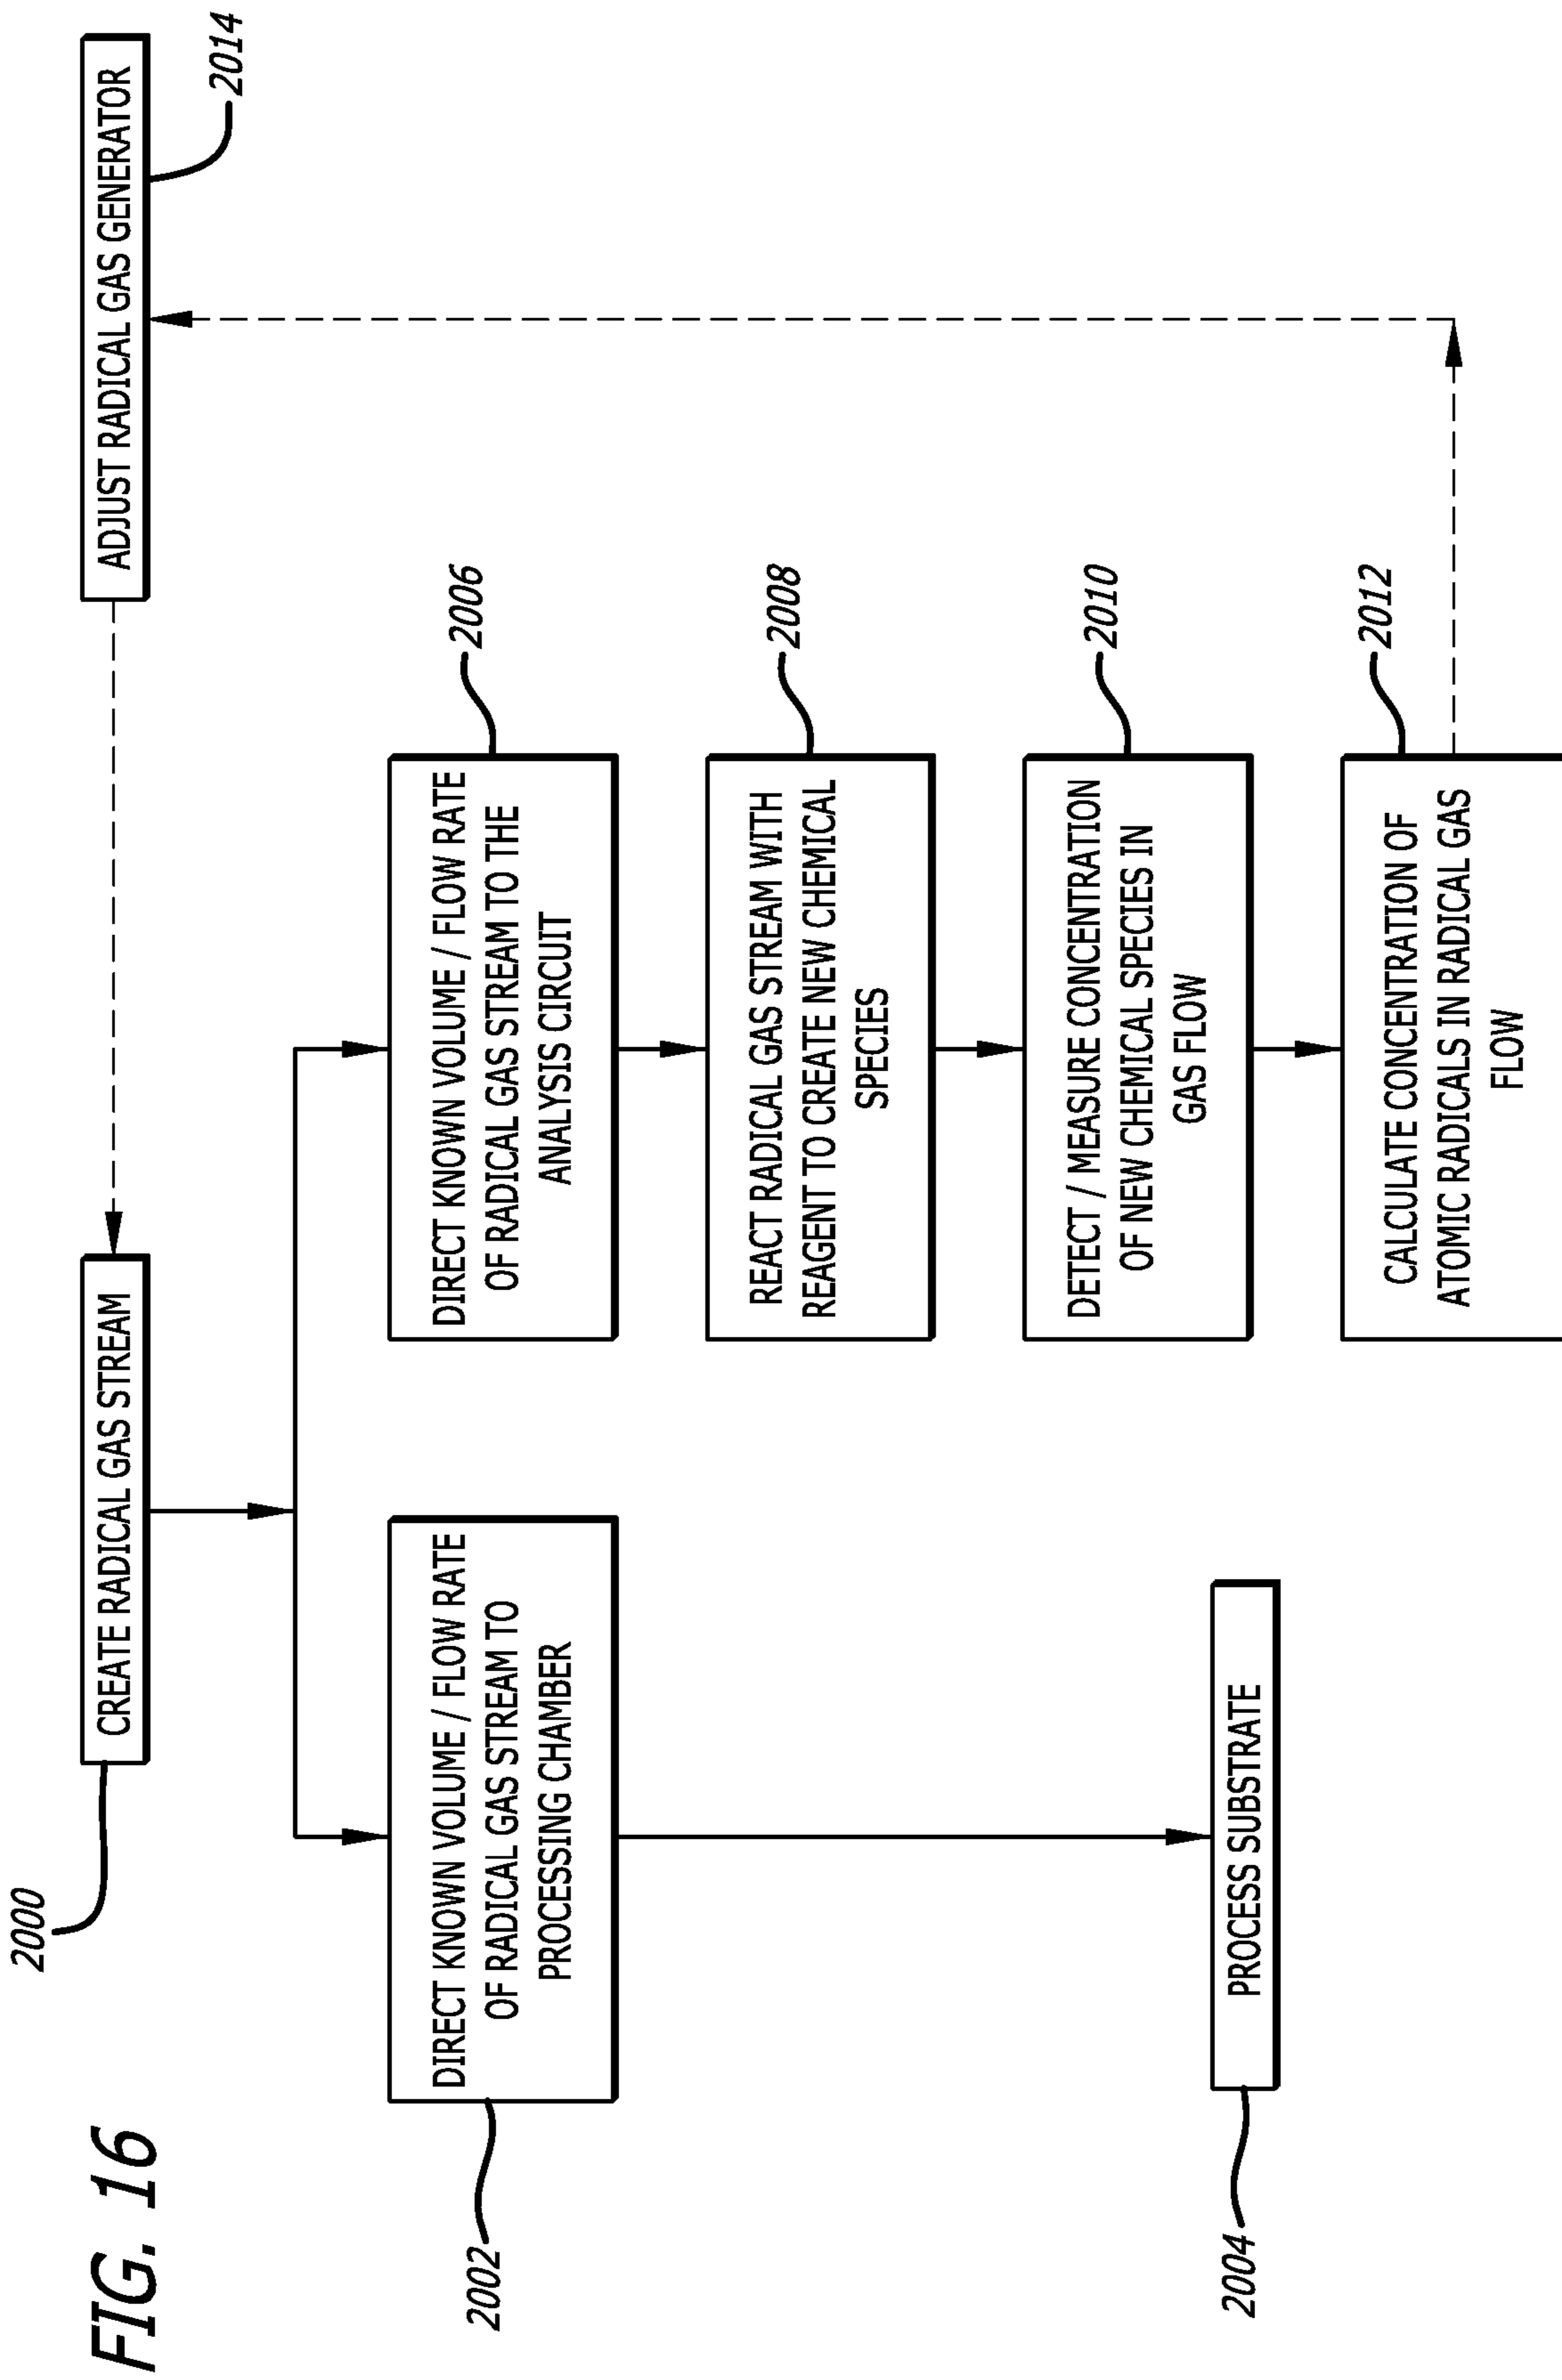 FIG. 16
2000
CREATE RADICAL GAS STREAM
ADJUST RADICAL GAS GENERATOR
2014
2002
DIRECT KNOWN VOLUME / FLOW RATE
OF RADICAL GAS STREAM TO
PROCESSING CHAMBER
DIRECT KNOWN VOLUME / FLOW RATE
OF RADICAL GAS STREAM TO THE
ANALYSIS CIRCUIT
2006
REACT RADICAL GAS STREAM WITH
REAGENT TO CREATE NEW CHEMICAL
SPECIES
2008
DETECT / MEASURE CONCENTRATION
OF NEW CHEMICAL SPECIES IN
GAS FLOW
2010
2004
PROCESS SUBSTRATE
CALCULATE CONCENTRATION OF
ATOMIC RADICALS IN RADICAL GAS
FLOW
2012